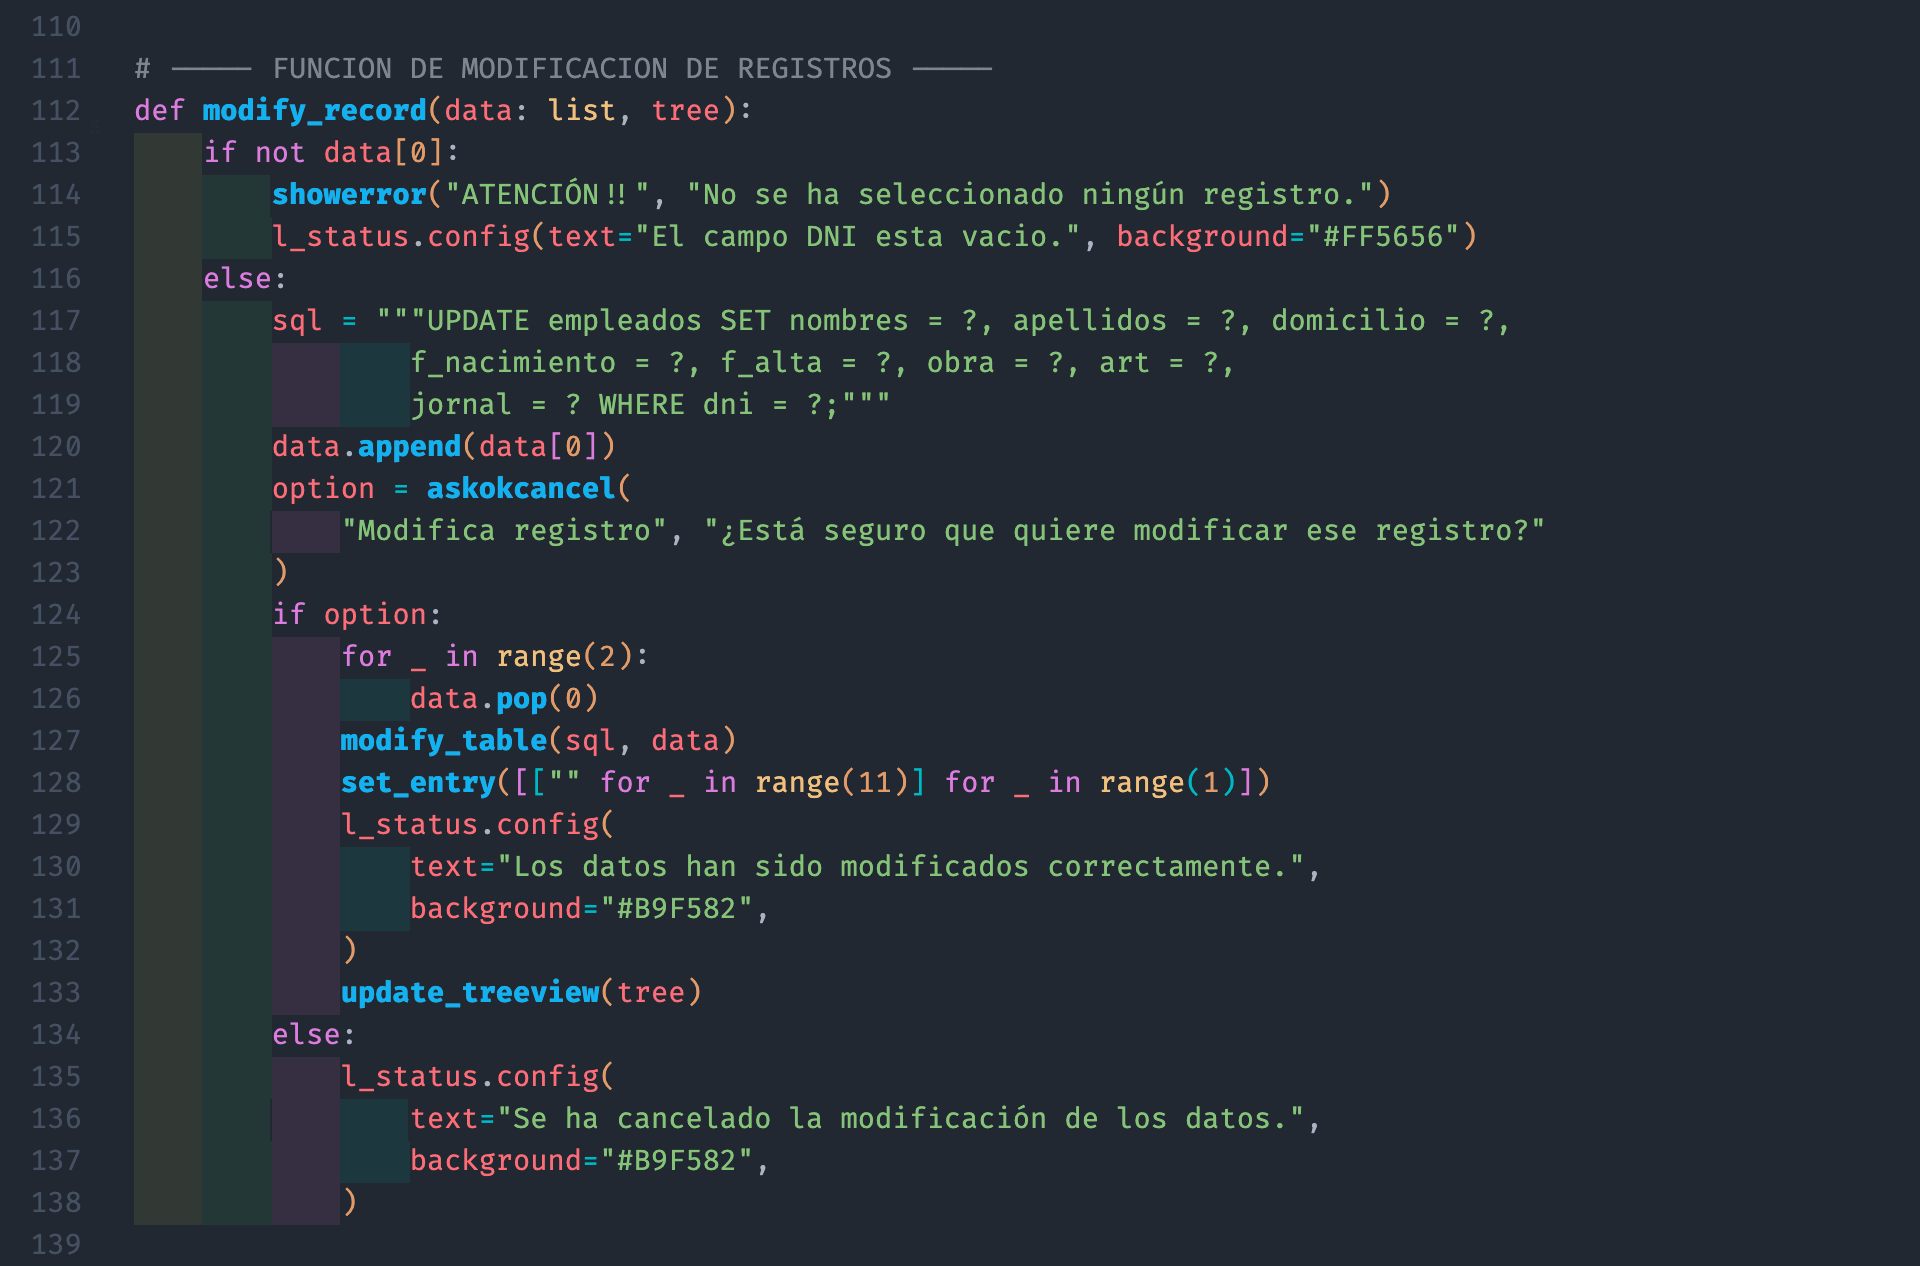 110
111 # ----- FUNCION DE MODIFICACION DE REGISTROS -----
112 def modify_record(data: list, tree):
113     if not data[0]:
114         showerror("ATENCIÓN!!", "No se ha seleccionado ningún registro.")
115         l_status.config(text="El campo DNI esta vacio.", background="#FF5656")
116     else:
117         sql = """UPDATE empleados SET nombres = ?, apellidos = ?, domicilio = ?,
118                 f_nacimiento = ?, f_alta = ?, obra = ?, art = ?,
119                 jornal = ? WHERE dni = ?;"""
120         data.append(data[0])
121         option = askokcancel(
122             "Modifica registro", "¿Está seguro que quiere modificar ese registro?"
123         )
124         if option:
125             for _ in range(2):
126                 data.pop(0)
127             modify_table(sql, data)
128             set_entry([["" for _ in range(11)] for _ in range(1)])
129             l_status.config(
130                 text="Los datos han sido modificados correctamente.",
131                 background="#B9F582",
132             )
133             update_treeview(tree)
134         else:
135             l_status.config(
136                 text="Se ha cancelado la modificación de los datos.",
137                 background="#B9F582",
138             )
139